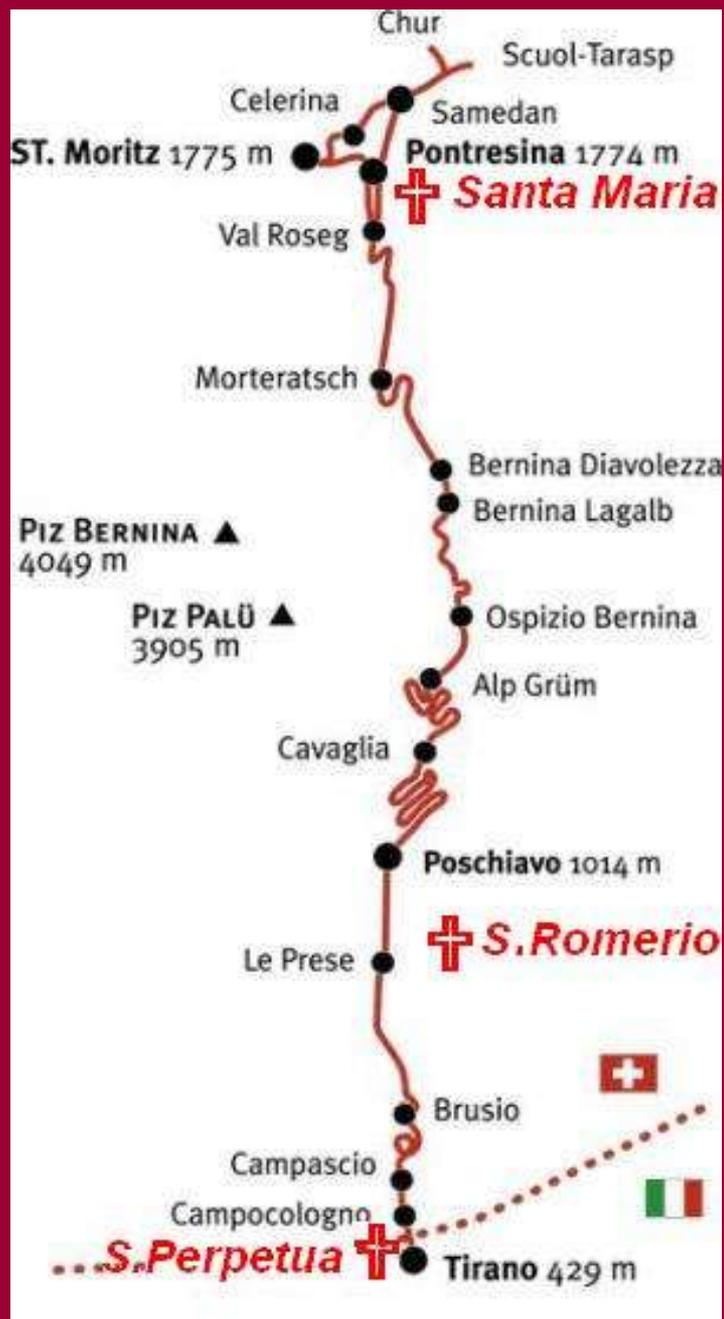 Chur
Scuol-Tarasp
Celerina
Samedan
ST. Moritz 1775 m
Pontresina 1774 m
Santa Maria
Val Roseg
Morteratsch
Bernina Diavolezza
Bernina Lagalb
PIZ BERNINA
4049 m
PIZ PALÜ
3905 m
Ospizio Bernina
Alp Grüm
Cavaglia
Poschiavo 1014 m
S.Romerio
Le Prese
Brusio
Campascio
Campocologno
S.Perpetua
Tirano 429 m